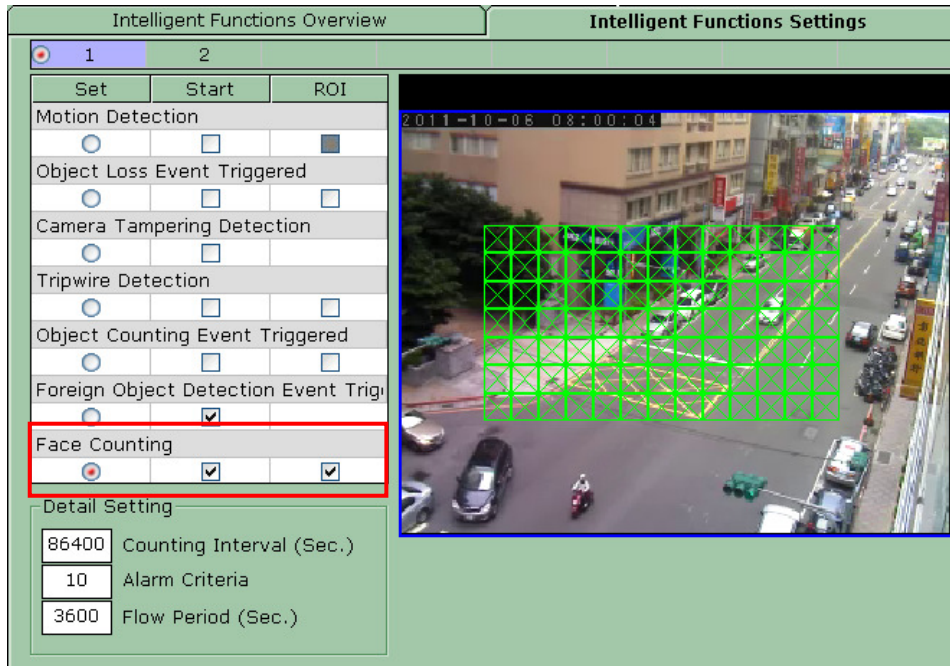 Intelligent Functions Overview
Intelligent Functions Settings
1 2
Set Start ROI
Motion Detection
Object Loss Event Triggered
Camera Tampering Detection
Tripwire Detection
Object Counting Event Triggered
Foreign Object Detection Event Trig
Face Counting
Detail Setting
86400 Counting Interval (Sec.)
10 Alarm Criteria
3600 Flow Period (Sec.)
2011-10-06 08:00:04